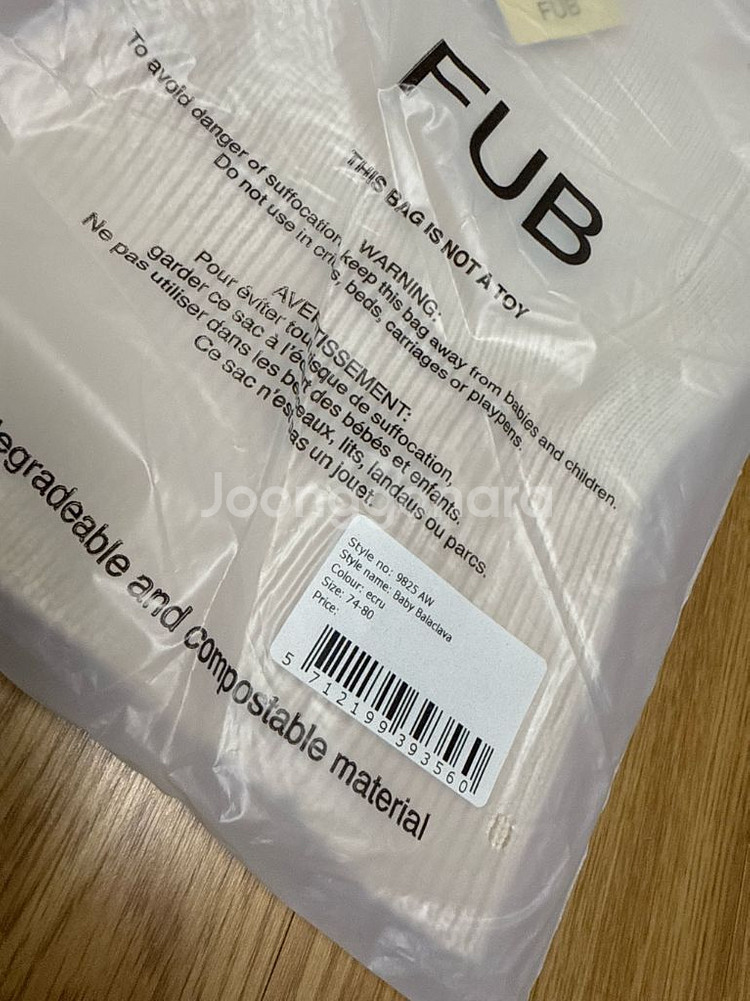 FUB
FUB
THIS BAG IS NOT A TOY
WARNING:
To avoid danger of suffocation, keep this bag away from babies and children.
Do not use in cribs, beds, carriages or playpens.
AVERTISSEMENT:
Pour éviter tout risque de suffocation,
garder ce sac à l'écart des bébés et enfants.
Ne pas utiliser dans les berceaux, lits, landaus ou parcs.
Ce sac n'est pas un jouet.
degradeable and compostable material
Joonggonara
Style no: 9825 AW
Style name: Baby Balaclava
Colour: ecru
Size: 74-80
Price:
5 712199 393560